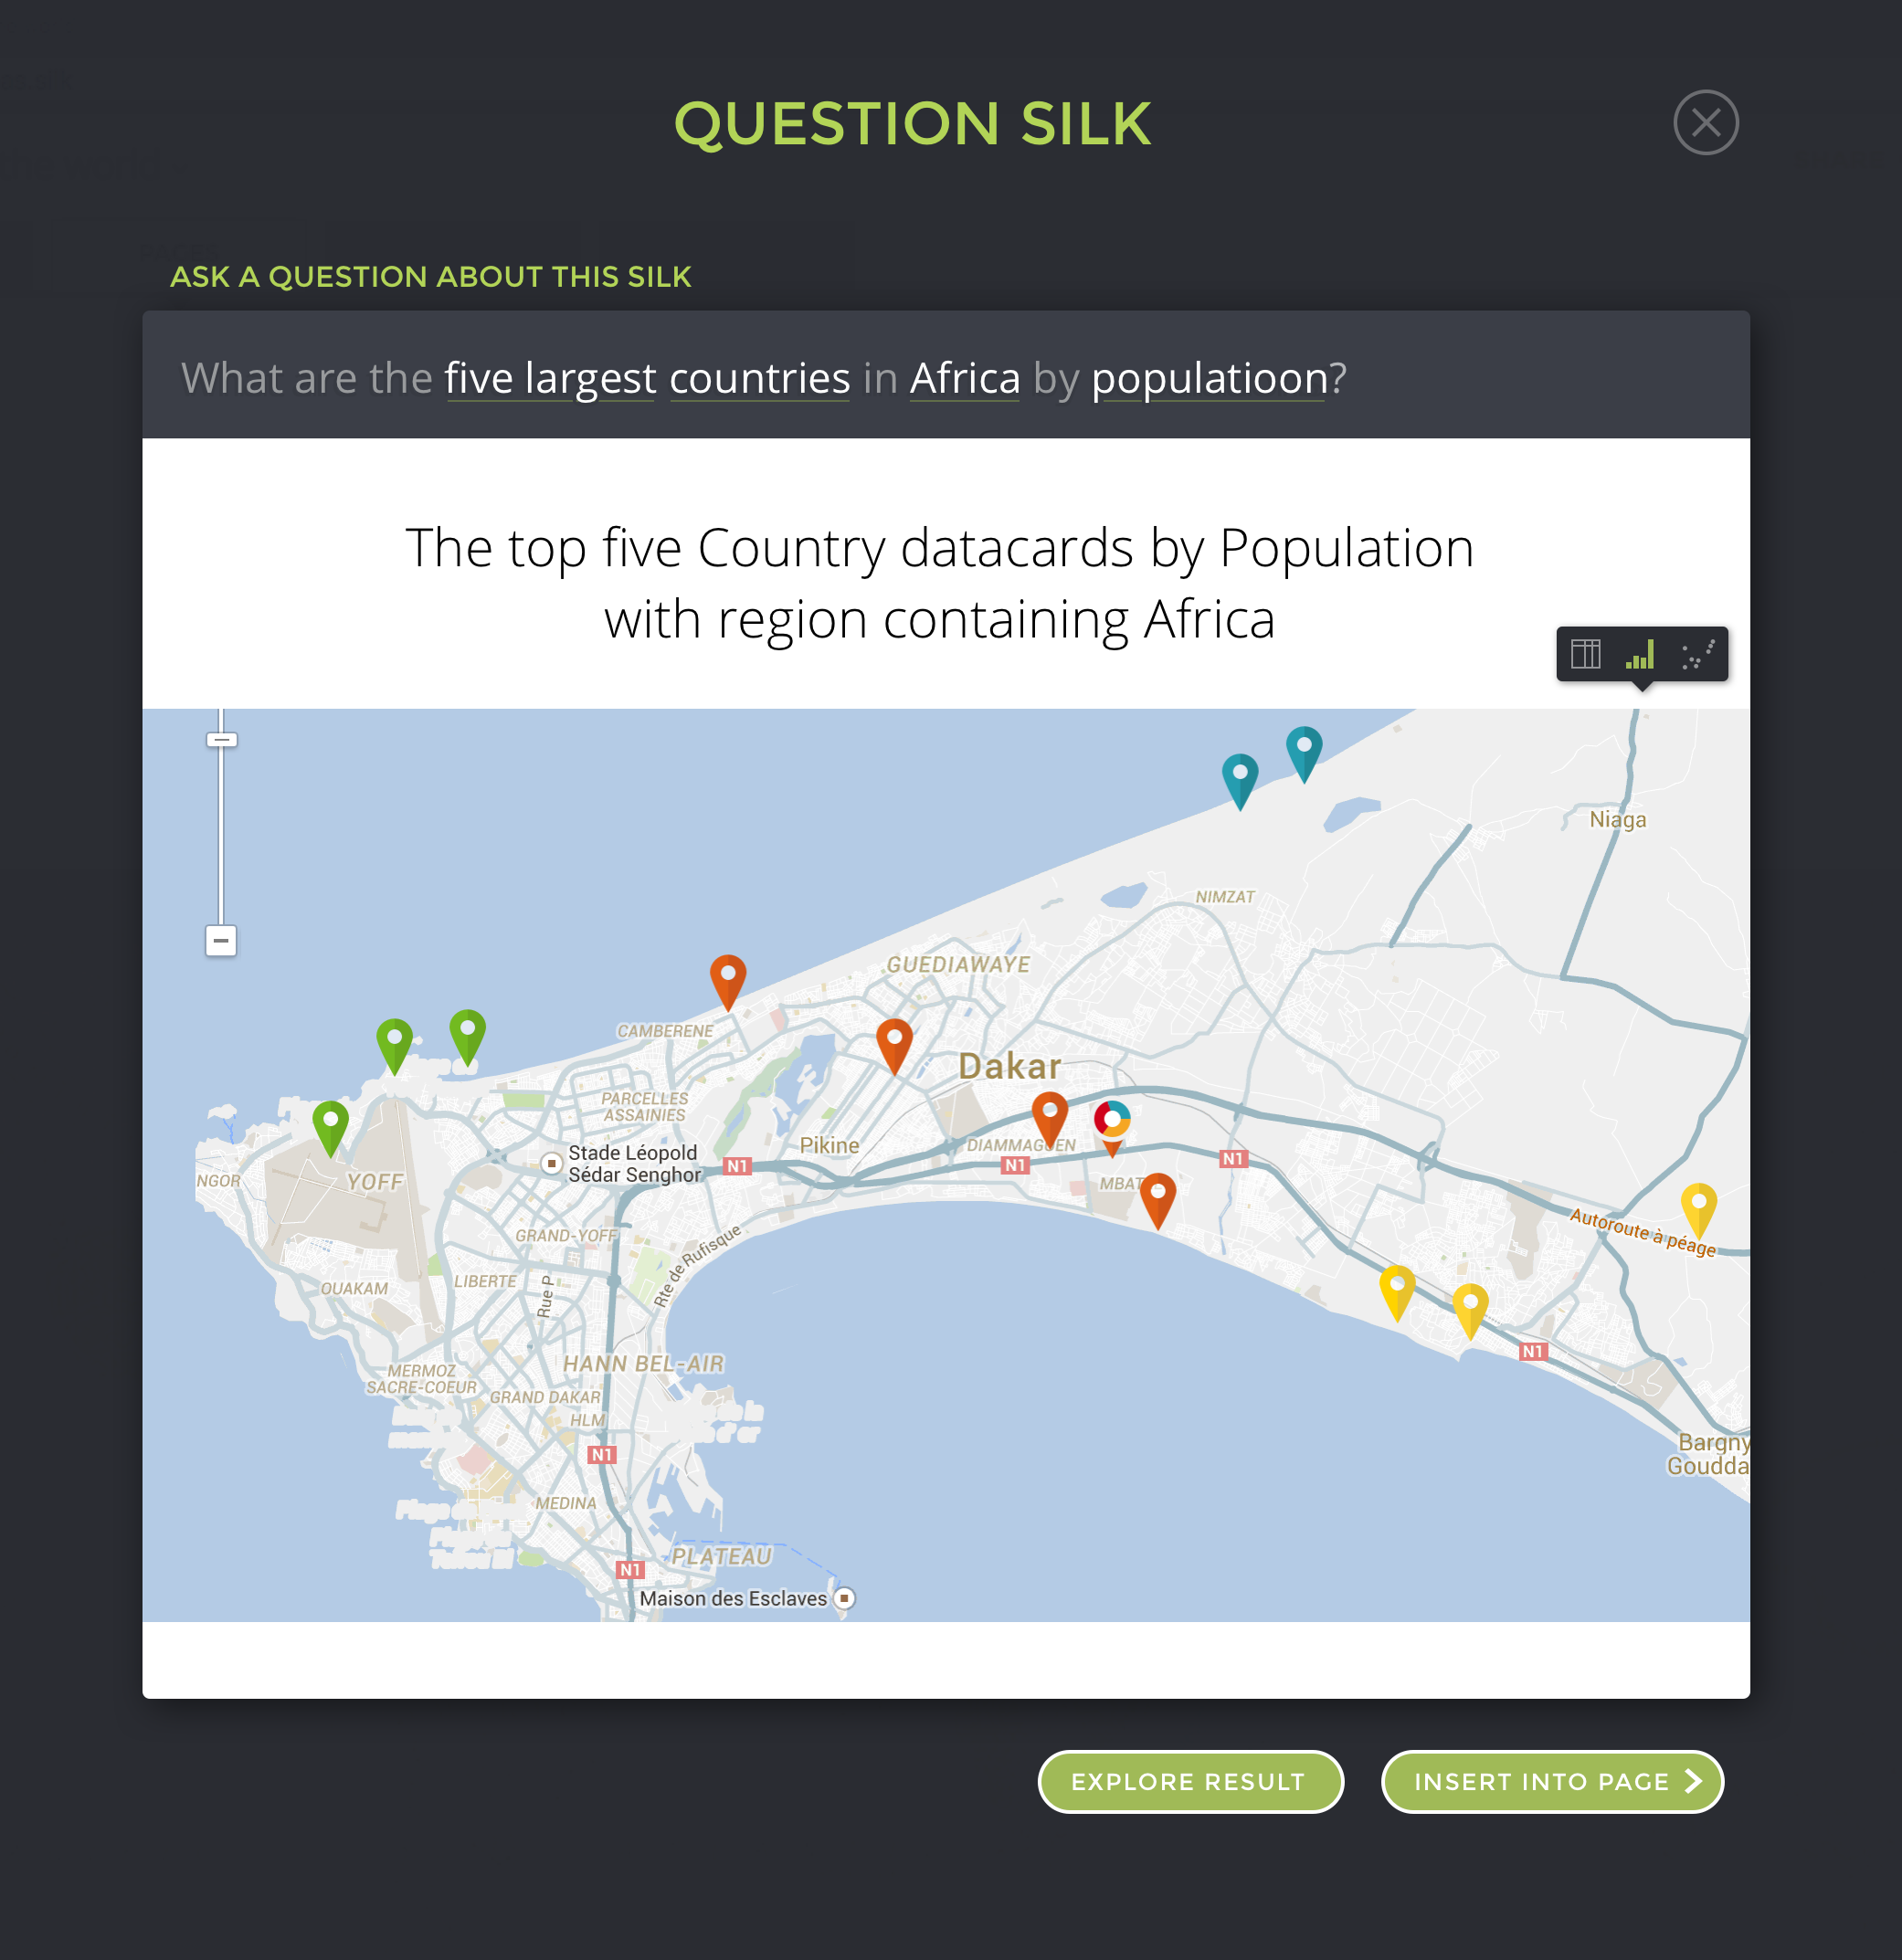 QUESTION SILK
ASK A QUESTION ABOUT THIS SILK
What are the five largest countries in Africa by populatioon?
The top five Country datacards by Population
with region containing Africa
Niaga
NIMZAT
GUEDIAWAYE
CAMBERENE
Dakar
PARCELLES
ASSAINIES
Pikine
DIAMMAGUEN
Stade Léopold
Sédar Senghor
N1
N1
N1
NGOR
YOFF
MBAT
Autoroute à péage
GRAND-YOFF
Rte de Rufisque
OUAKAM
LIBERTE
Rue P
N1
HANN BEL-AIR
MERMOZ
SACRE-COEUR
GRAND DAKAR
HLM
N1
Bargny
Goudda
MEDINA
PLATEAU
N1
Maison des Esclaves
EXPLORE RESULT
INSERT INTO PAGE